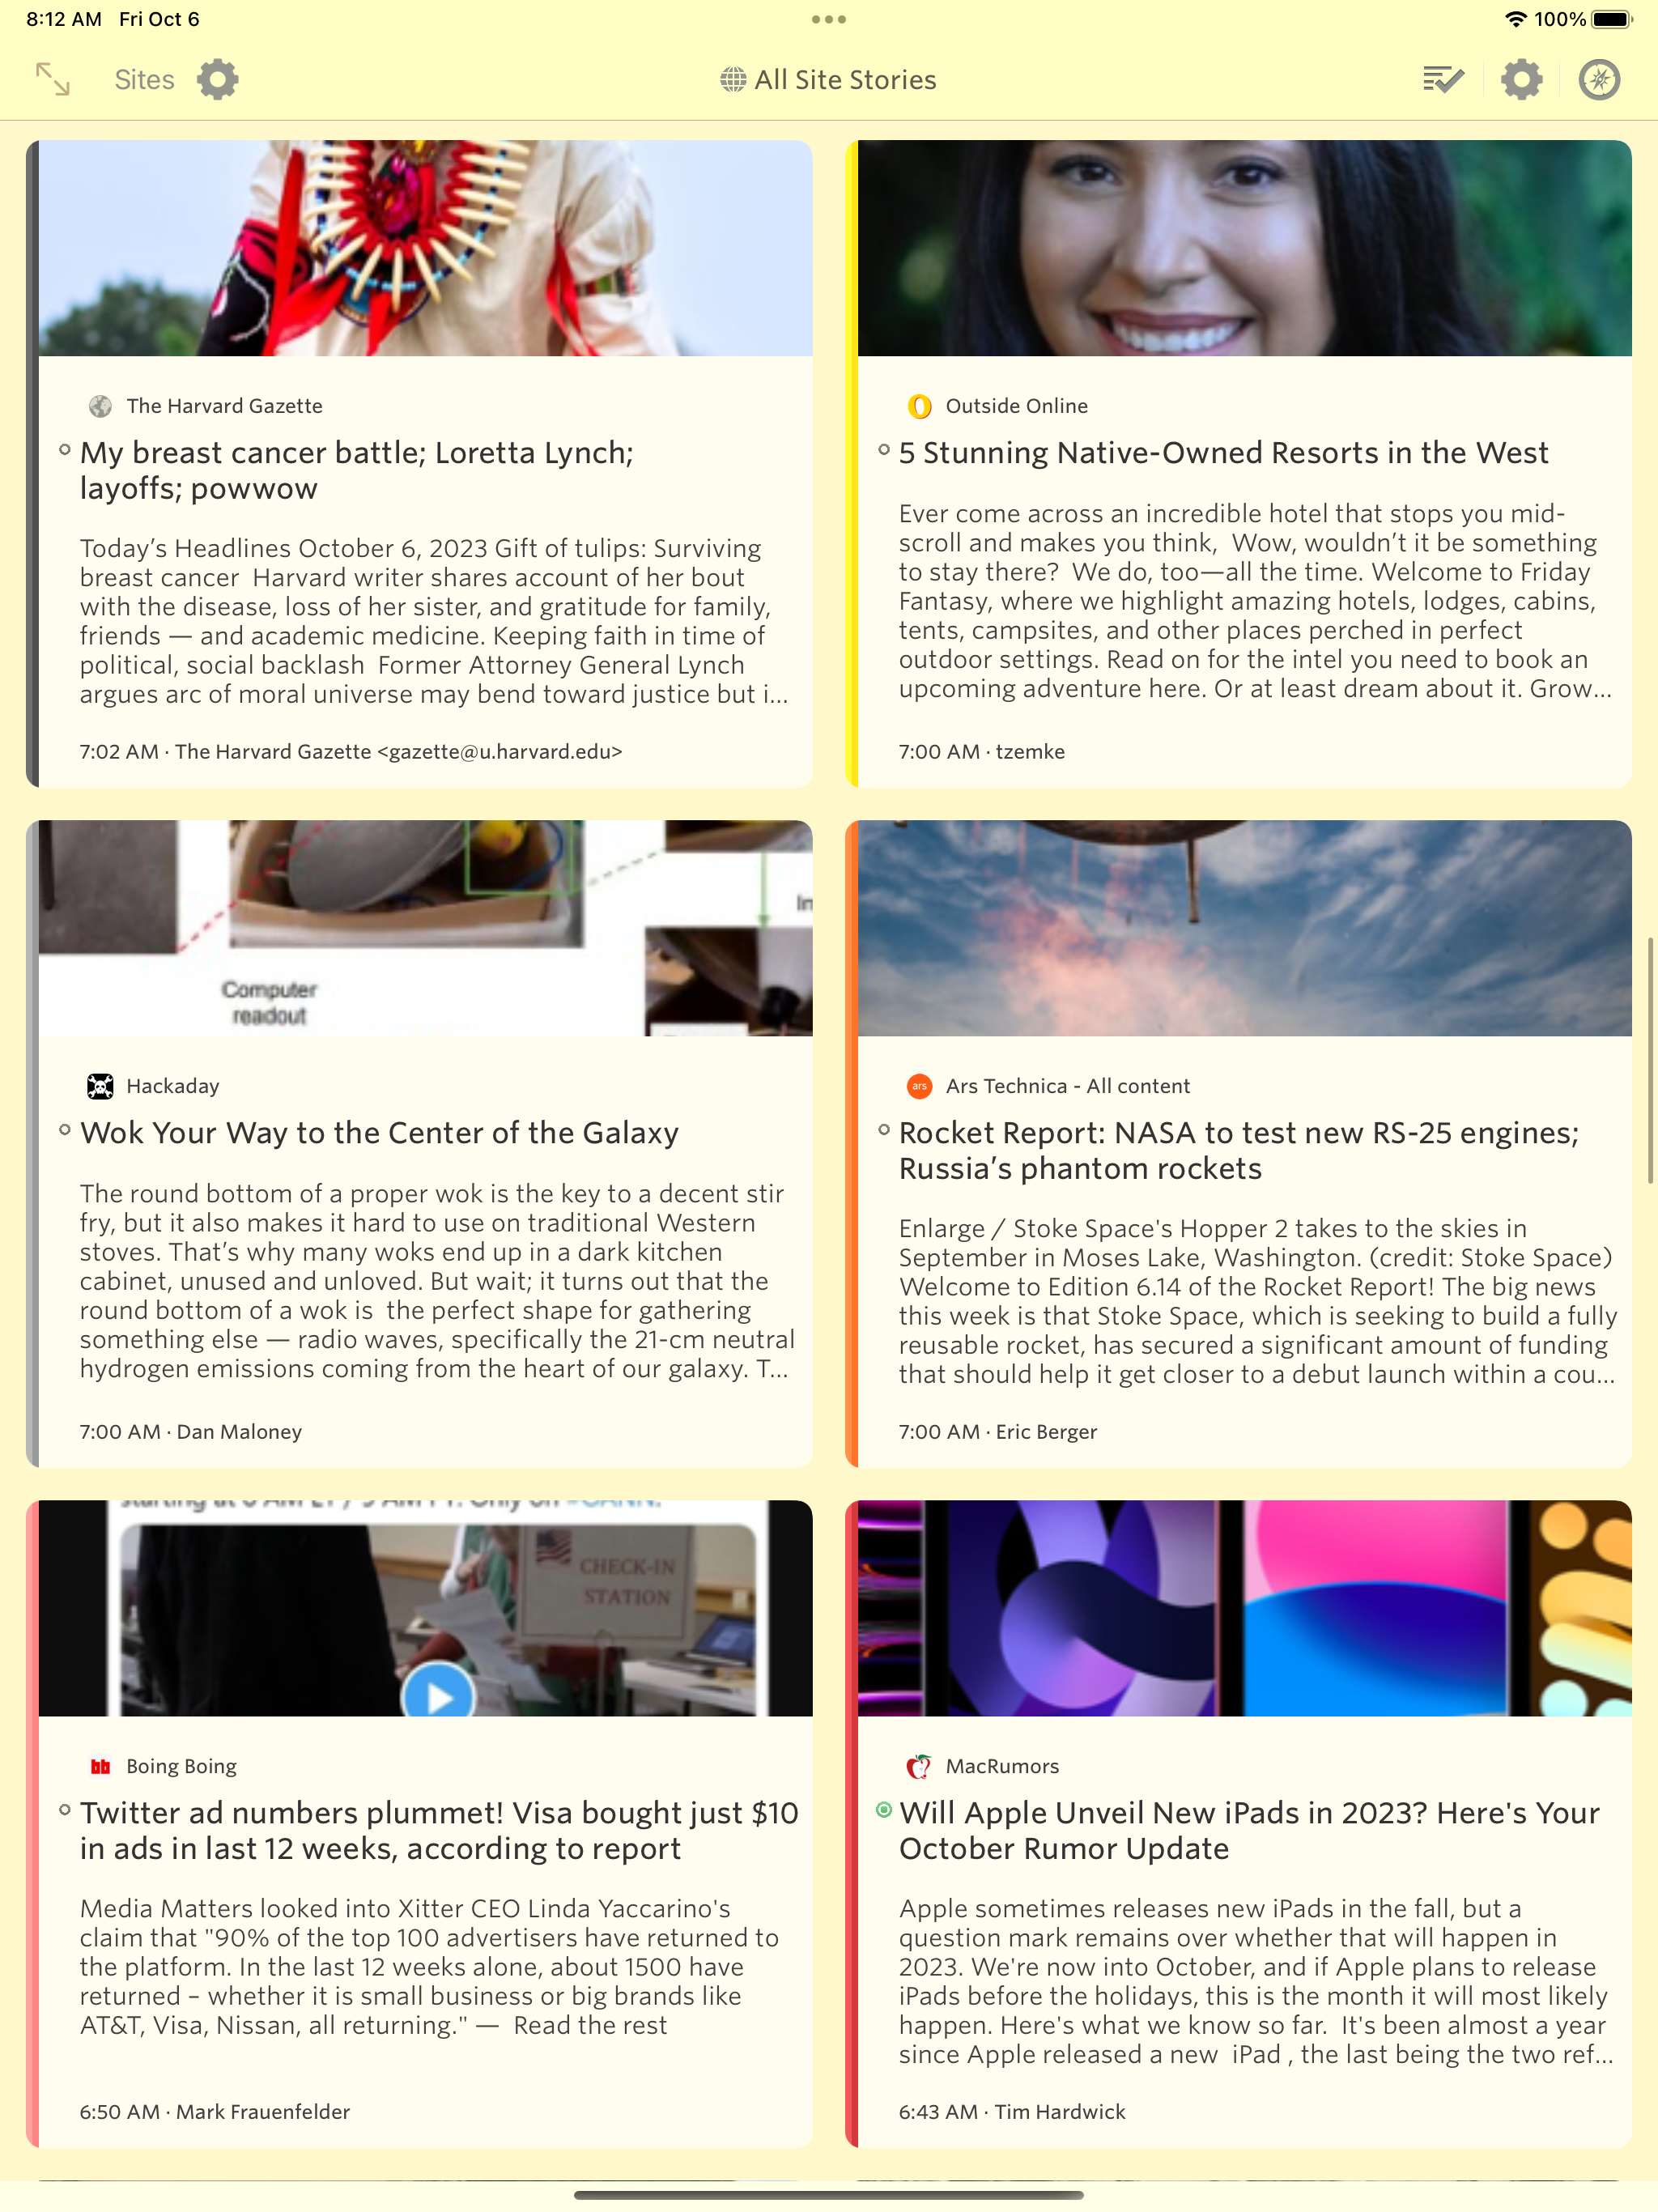 8:12 AM Fri Oct 6
100%
Sites
All Site Stories
The Harvard Gazette
My breast cancer battle; Loretta Lynch;
layoffs; powwow
Today’s Headlines October 6, 2023 Gift of tulips: Surviving
breast cancer Harvard writer shares account of her bout
with the disease, loss of her sister, and gratitude for family,
friends — and academic medicine. Keeping faith in time of
political, social backlash Former Attorney General Lynch
argues arc of moral universe may bend toward justice but i...
7:02 AM · The Harvard Gazette <gazette@u.harvard.edu>
Outside Online
5 Stunning Native-Owned Resorts in the West
Ever come across an incredible hotel that stops you mid-
scroll and makes you think, Wow, wouldn’t it be something
to stay there? We do, too—all the time. Welcome to Friday
Fantasy, where we highlight amazing hotels, lodges, cabins,
tents, campsites, and other places perched in perfect
outdoor settings. Read on for the intel you need to book an
upcoming adventure here. Or at least dream about it. Grow...
7:00 AM · tzemke
In
Computer
readout
Hackaday
Wok Your Way to the Center of the Galaxy
The round bottom of a proper wok is the key to a decent stir
fry, but it also makes it hard to use on traditional Western
stoves. That’s why many woks end up in a dark kitchen
cabinet, unused and unloved. But wait; it turns out that the
round bottom of a wok is the perfect shape for gathering
something else — radio waves, specifically the 21-cm neutral
hydrogen emissions coming from the heart of our galaxy. T...
7:00 AM · Dan Maloney
ars
Ars Technica - All content
Rocket Report: NASA to test new RS-25 engines;
Russia’s phantom rockets
Enlarge / Stoke Space's Hopper 2 takes to the skies in
September in Moses Lake, Washington. (credit: Stoke Space)
Welcome to Edition 6.14 of the Rocket Report! The big news
this week is that Stoke Space, which is seeking to build a fully
reusable rocket, has secured a significant amount of funding
that should help it get closer to a debut launch within a cou...
7:00 AM · Eric Berger
CHECK-IN
STATION
bb
Boing Boing
Twitter ad numbers plummet! Visa bought just $10
in ads in last 12 weeks, according to report
Media Matters looked into Xitter CEO Linda Yaccarino's
claim that "90% of the top 100 advertisers have returned to
the platform. In the last 12 weeks alone, about 1500 have
returned – whether it is small business or big brands like
AT&T, Visa, Nissan, all returning." — Read the rest
6:50 AM · Mark Frauenfelder
MacRumors
Will Apple Unveil New iPads in 2023? Here's Your
October Rumor Update
Apple sometimes releases new iPads in the fall, but a
question mark remains over whether that will happen in
2023. We're now into October, and if Apple plans to release
iPads before the holidays, this is the month it will most likely
happen. Here's what we know so far. It's been almost a year
since Apple released a new iPad , the last being the two ref...
6:43 AM · Tim Hardwick